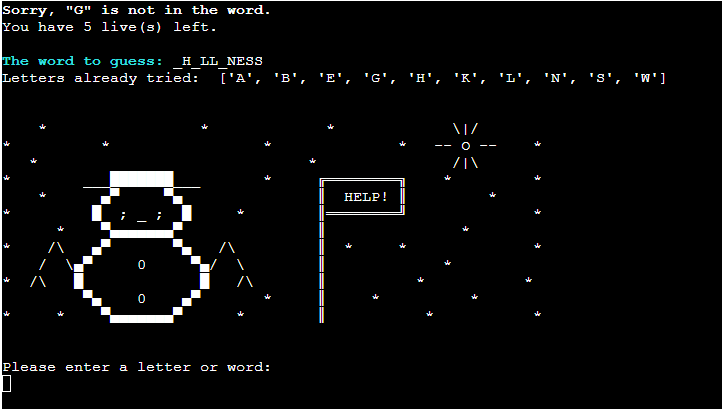 Sorry, "G" is not in the word.
You have 5 live(s) left.
The word to guess: _H_LL_NESS
Letters already tried:  ['A', 'B', 'E', 'G', 'H', 'K', 'L', 'N', 'S', 'W']
HELP!
Please enter a letter or word: